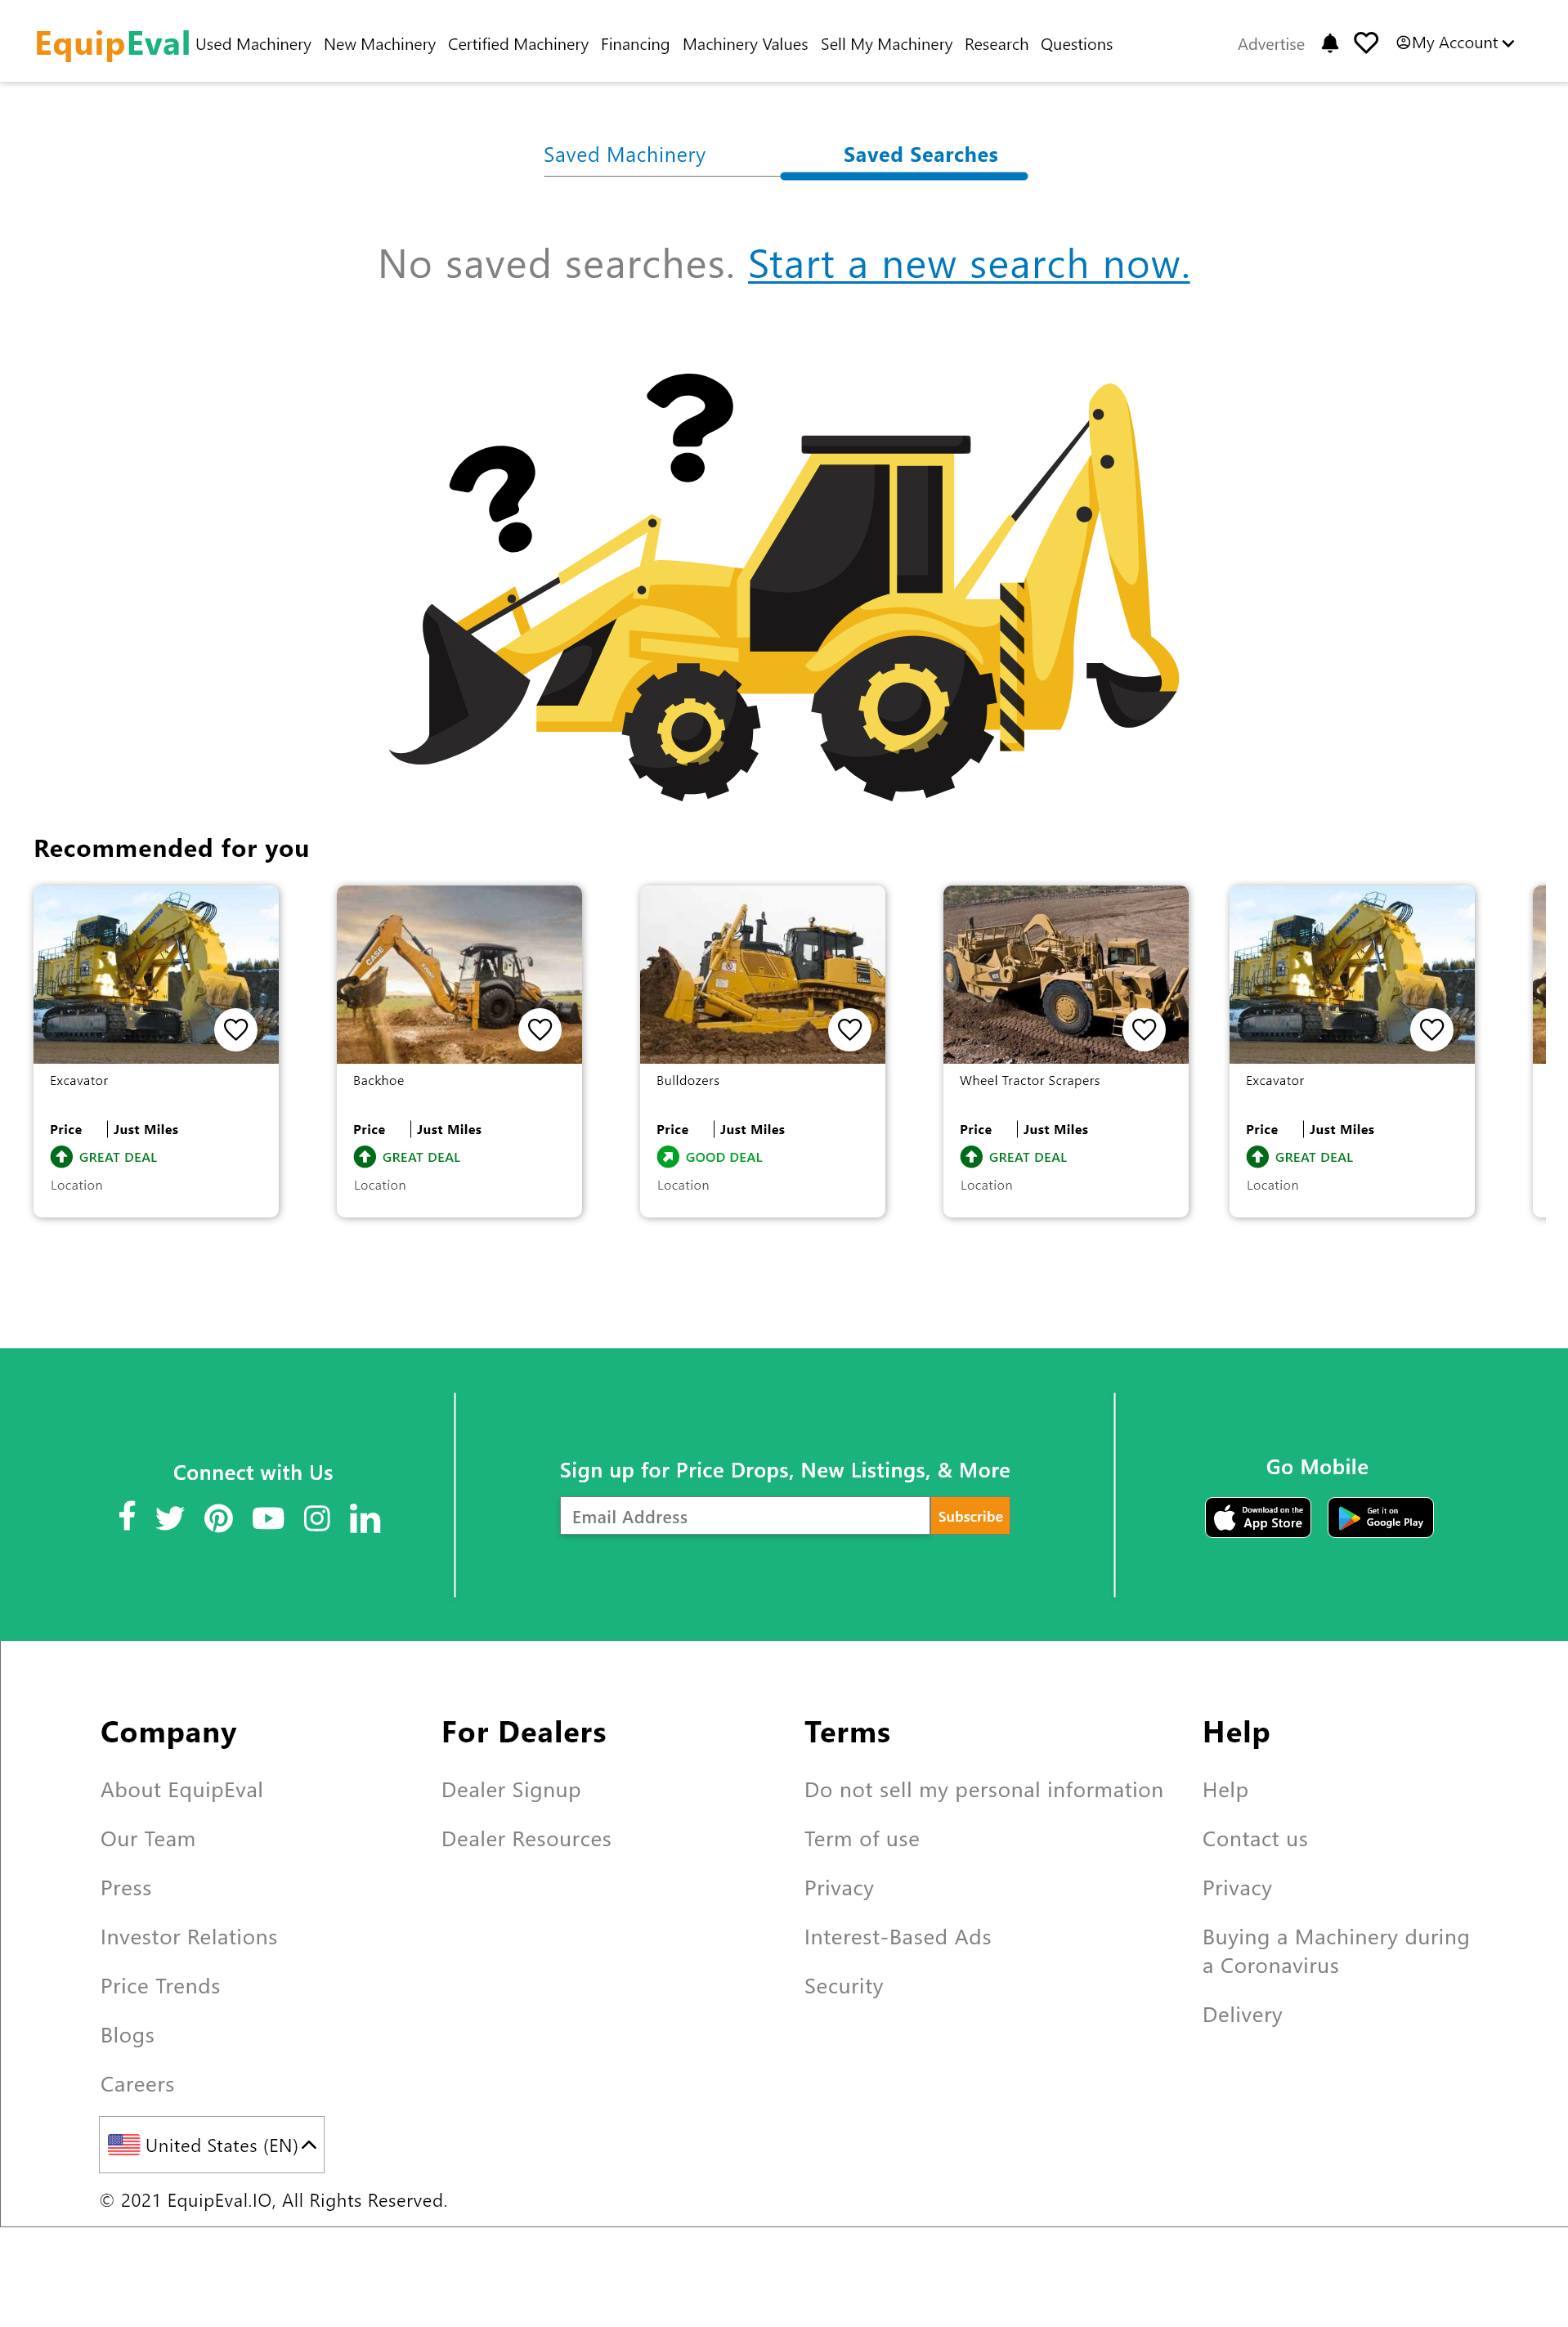 EquipEval Used Machinery New Machinery Certified Machinery Financing Machinery Values Sell My Machinery Research Questions Advertise My Account
Saved Machinery Saved Searches
No saved searches. Start a new search now.
? ?
Recommended for you
KOMATSU CASE KOMATSU
Excavator Backhoe Bulldozers Wheel Tractor Scrapers Excavator
Price | Just Miles Price | Just Miles Price | Just Miles Price | Just Miles Price | Just Miles
GREAT DEAL GREAT DEAL GOOD DEAL GREAT DEAL GREAT DEAL
Location Location Location Location Location
Connect with Us Sign up for Price Drops, New Listings, & More Go Mobile
Email Address Subscribe
Download on the App Store
Get it on Google Play
Company
About EquipEval
Our Team
Press
Investor Relations
Price Trends
Blogs
Careers
For Dealers
Dealer Signup
Dealer Resources
Terms
Do not sell my personal information
Term of use
Privacy
Interest-Based Ads
Security
Help
Help
Contact us
Privacy
Buying a Machinery during
a Coronavirus
Delivery
United States (EN)
© 2021 EquipEval.IO, All Rights Reserved.